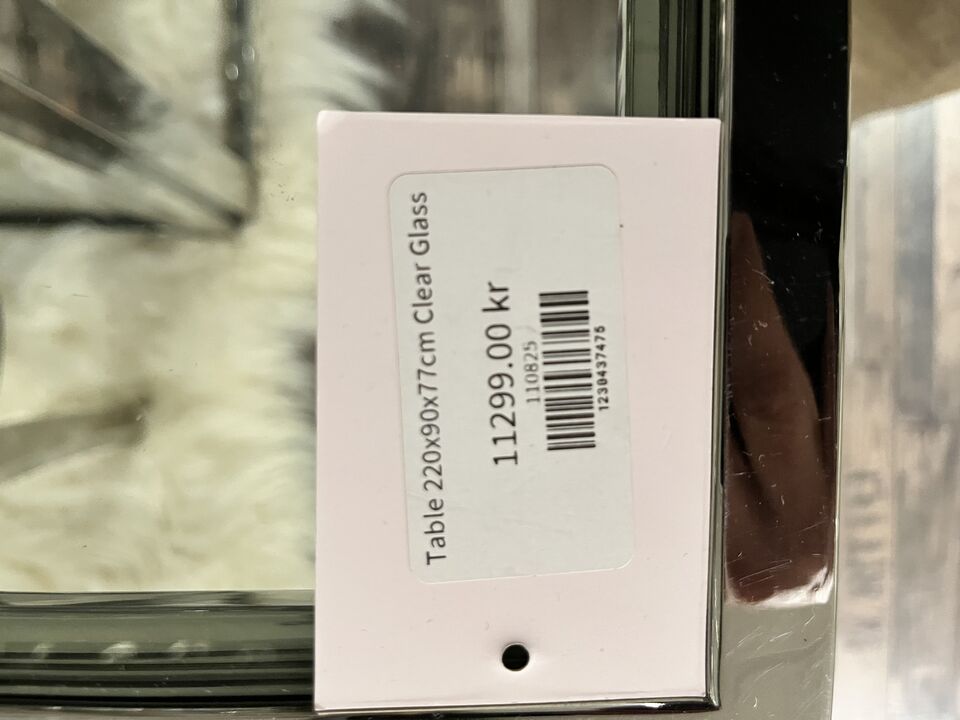 Table 220x90x77cm Clear Glass
11299.00 kr
110825
1230437475